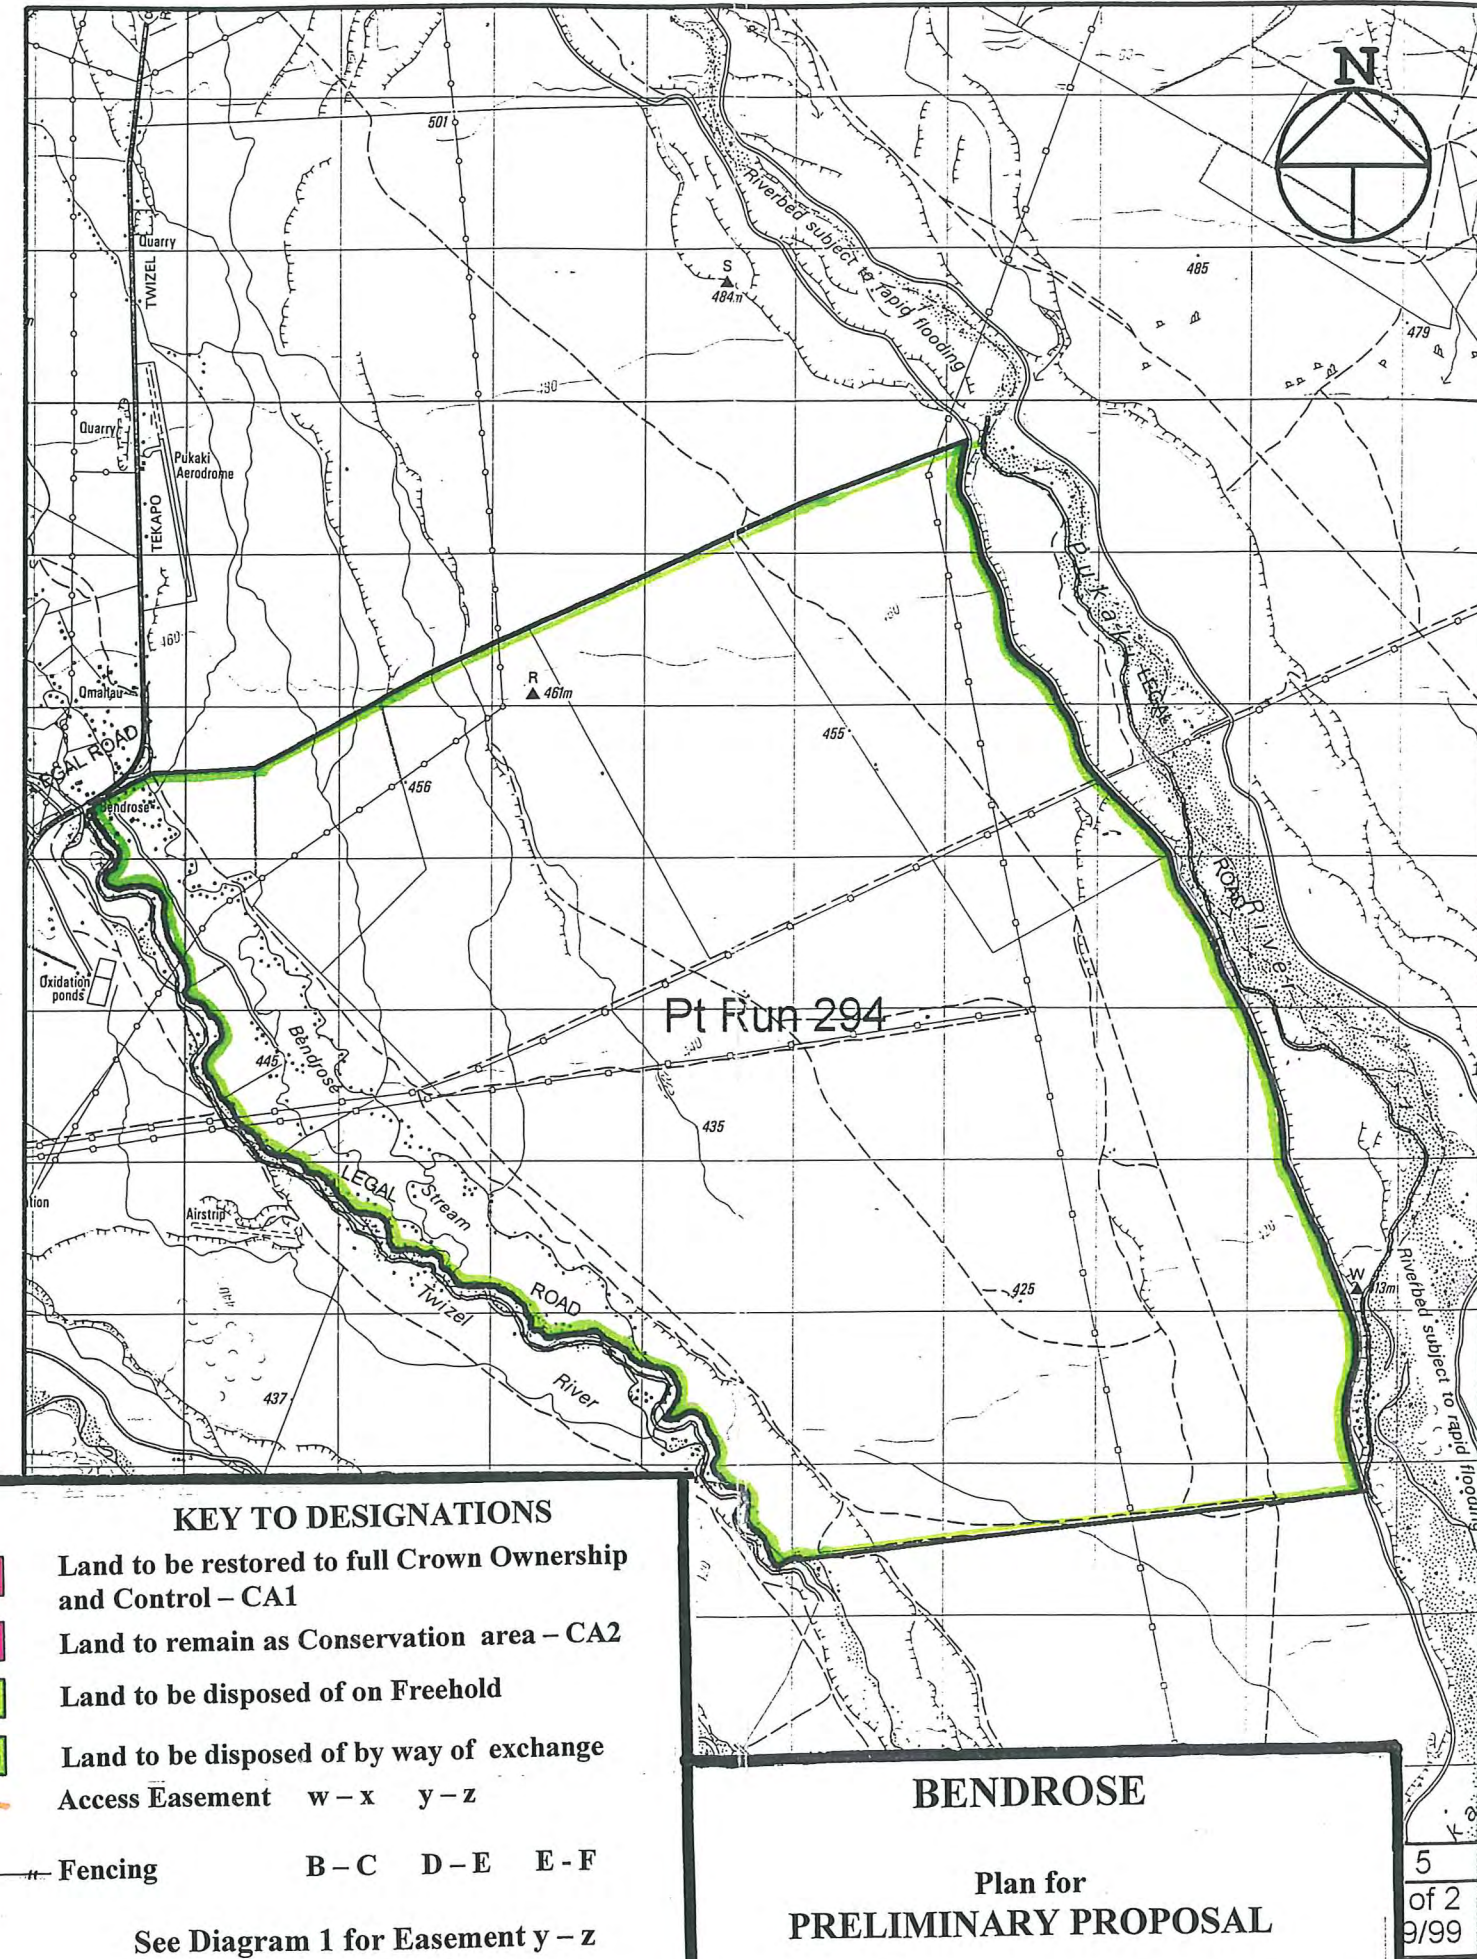 N
501
Quarry
TWIZEL
Riverbed subject to rapid flooding
S
484m
485
479
Quarry
Pukaki
Aerodrome
TEKAPO
460
Pukaki
LEGAL
R
461m
LEGAL ROAD
455
456
Bendrose
ROAD
River
Oxidation
ponds
Pt Run 294
Bendrose
445
435
LEGAL
Stream
Airstrip
Twizel
ROAD
425
W
413m
Riverbed subject to rapid flooding
River
437
KEY TO DESIGNATIONS
Land to be restored to full Crown Ownership
and Control – CA1
Land to remain as Conservation area – CA2
Land to be disposed of on Freehold
Land to be disposed of by way of exchange
Access Easement w – x y – z
Fencing B – C D – E E - F
See Diagram 1 for Easement y – z
BENDROSE
Plan for
PRELIMINARY PROPOSAL
5
of 2
9/99